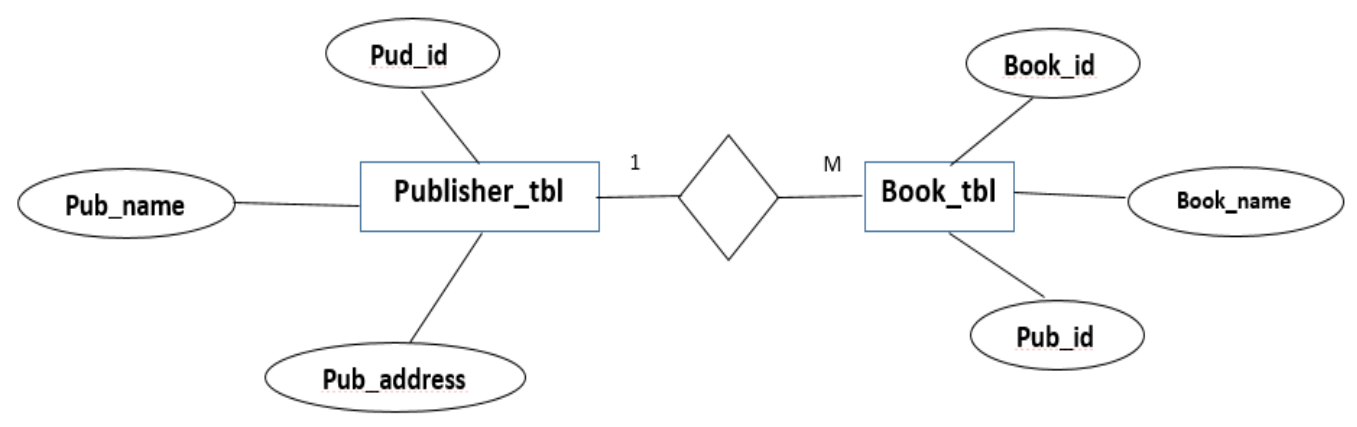 Pud_id
Book_id
1
M
Publisher_tbl
Book_tbl
Pub_name
Book_name
Pub_id
Pub_address